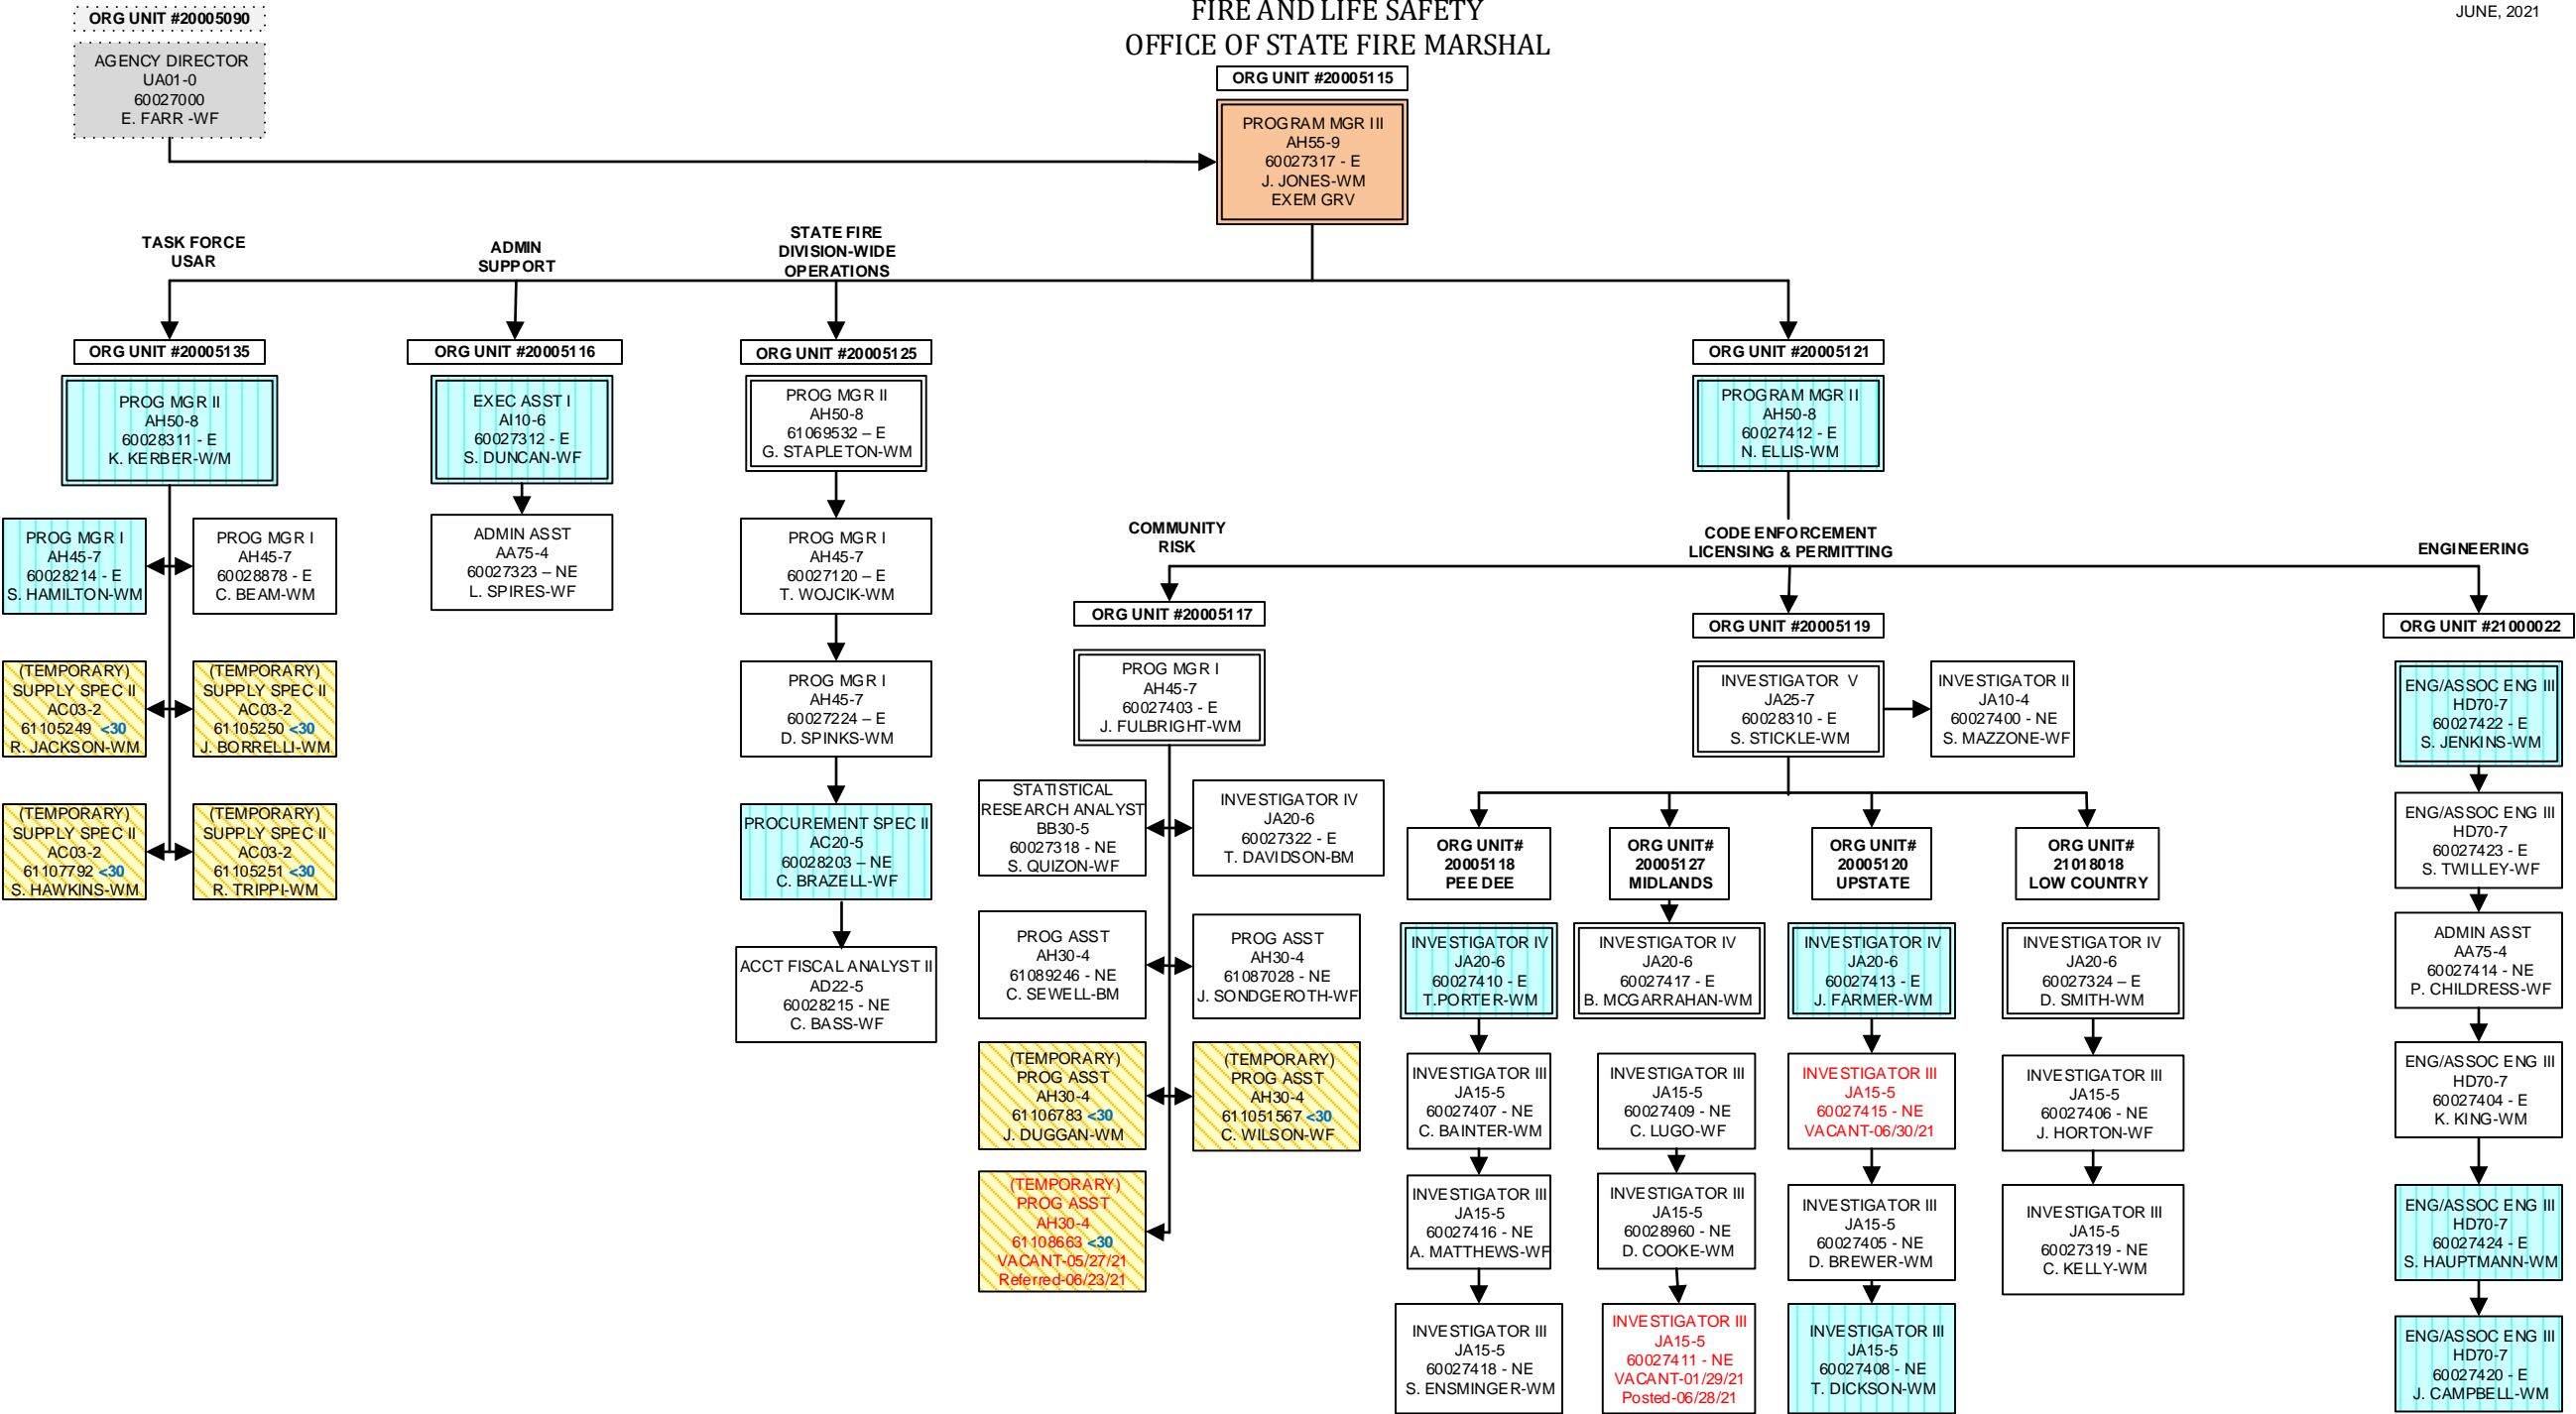 ORG UNIT #20005090
AGENCY DIRECTOR
UA01-0
60027000
E. FARR -WF
FIRE AND LIFE SAFETY
OFFICE OF STATE FIRE MARSHAL
JUNE, 2021
ORG UNIT #20005115
PROGRAM MGR III
AH55-9
60027317 - E
J. JONES-WM
EXEM GRV
TASK FORCE
USAR
ADMIN
SUPPORT
STATE FIRE
DIVISION-WIDE
OPERATIONS
ORG UNIT #20005135
PROG MGR II
AH50-8
60028311 - E
K. KERBER-W/M
PROG MGR I
AH45-7
60028214 - E
S. HAMILTON-WM
PROG MGR I
AH45-7
60028878 - E
C. BEAM-WM
(TEMPORARY)
SUPPLY SPEC II
AC03-2
61105249 <30
R. JACKSON-WM
(TEMPORARY)
SUPPLY SPEC II
AC03-2
61105250 <30
J. BORRELLI-WM
(TEMPORARY)
SUPPLY SPEC II
AC03-2
61107792 <30
S. HAWKINS-WM
(TEMPORARY)
SUPPLY SPEC II
AC03-2
61105251 <30
R. TRIPPI-WM
ORG UNIT #20005116
EXEC ASST I
AI10-6
60027312 - E
S. DUNCAN-WF
ADMIN ASST
AA75-4
60027323 – NE
L. SPIRES-WF
ORG UNIT #20005125
PROG MGR II
AH50-8
61069532 – E
G. STAPLETON-WM
PROG MGR I
AH45-7
60027120 – E
T. WOJCIK-WM
PROG MGR I
AH45-7
60027224 – E
D. SPINKS-WM
PROCUREMENT SPEC II
AC20-5
60028203 – NE
C. BRAZELL-WF
ACCT FISCAL ANALYST II
AD22-5
60028215 - NE
C. BASS-WF
ORG UNIT #20005121
PROGRAM MGR II
AH50-8
60027412 - E
N. ELLIS-WM
COMMUNITY
RISK
CODE ENFORCEMENT
LICENSING & PERMITTING
ENGINEERING
ORG UNIT #20005117
PROG MGR I
AH45-7
60027403 - E
J. FULBRIGHT-WM
STATISTICAL
RESEARCH ANALYST
BB30-5
60027318 - NE
S. QUIZON-WF
INVESTIGATOR IV
JA20-6
60027322 - E
T. DAVIDSON-BM
PROG ASST
AH30-4
61089246 - NE
C. SEWELL-BM
PROG ASST
AH30-4
61087028 - NE
J. SONDGEROTH-WF
(TEMPORARY)
PROG ASST
AH30-4
61106783 <30
J. DUGGAN-WM
(TEMPORARY)
PROG ASST
AH30-4
611051567 <30
C. WILSON-WF
(TEMPORARY)
PROG ASST
AH30-4
61108663 <30
VACANT-05/27/21
Referred-06/23/21
ORG UNIT #20005119
INVESTIGATOR V
JA25-7
60028310 - E
S. STICKLE-WM
INVESTIGATOR II
JA10-4
60027400 - NE
S. MAZZONE-WF
ORG UNIT#
20005118
PEE DEE
INVESTIGATOR IV
JA20-6
60027410 - E
T.PORTER-WM
INVESTIGATOR III
JA15-5
60027407 - NE
C. BAINTER-WM
INVESTIGATOR III
JA15-5
60027416 - NE
A. MATTHEWS-WF
INVESTIGATOR III
JA15-5
60027418 - NE
S. ENSMINGER-WM
ORG UNIT#
20005127
MIDLANDS
INVESTIGATOR IV
JA20-6
60027417 - E
B. MCGARRAHAN-WM
INVESTIGATOR III
JA15-5
60027409 - NE
C. LUGO-WF
INVESTIGATOR III
JA15-5
60028960 - NE
D. COOKE-WM
INVESTIGATOR III
JA15-5
60027411 - NE
VACANT-01/29/21
Posted-06/28/21
ORG UNIT#
20005120
UPSTATE
INVESTIGATOR IV
JA20-6
60027413 - E
J. FARMER-WM
INVESTIGATOR III
JA15-5
60027415 - NE
VACANT-06/30/21
INVESTIGATOR III
JA15-5
60027405 - NE
D. BREWER-WM
INVESTIGATOR III
JA15-5
60027408 - NE
T. DICKSON-WM
ORG UNIT#
21018018
LOW COUNTRY
INVESTIGATOR IV
JA20-6
60027324 – E
D. SMITH-WM
INVESTIGATOR III
JA15-5
60027406 - NE
J. HORTON-WF
INVESTIGATOR III
JA15-5
60027319 - NE
C. KELLY-WM
ORG UNIT #21000022
ENG/ASSOC ENG III
HD70-7
60027422 - E
S. JENKINS-WM
ENG/ASSOC ENG III
HD70-7
60027423 - E
S. TWILLEY-WF
ADMIN ASST
AA75-4
60027414 - NE
P. CHILDRESS-WF
ENG/ASSOC ENG III
HD70-7
60027404 - E
K. KING-WM
ENG/ASSOC ENG III
HD70-7
60027424 - E
S. HAUPTMANN-WM
ENG/ASSOC ENG III
HD70-7
60027420 - E
J. CAMPBELL-WM